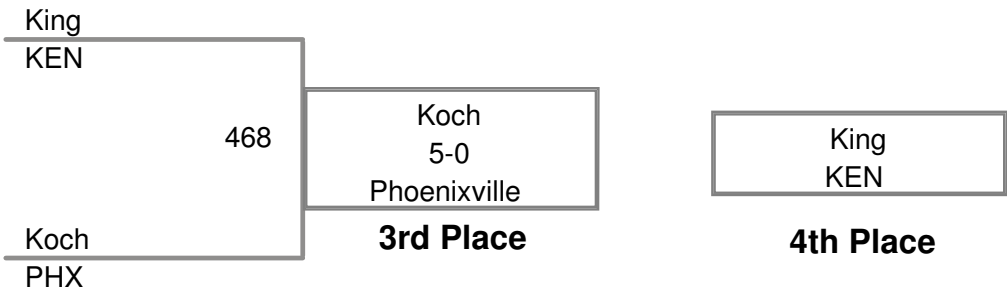 King
KEN
468
Koch
5-0
Phoenixville
3rd Place
King
KEN
4th Place
Koch
PHX